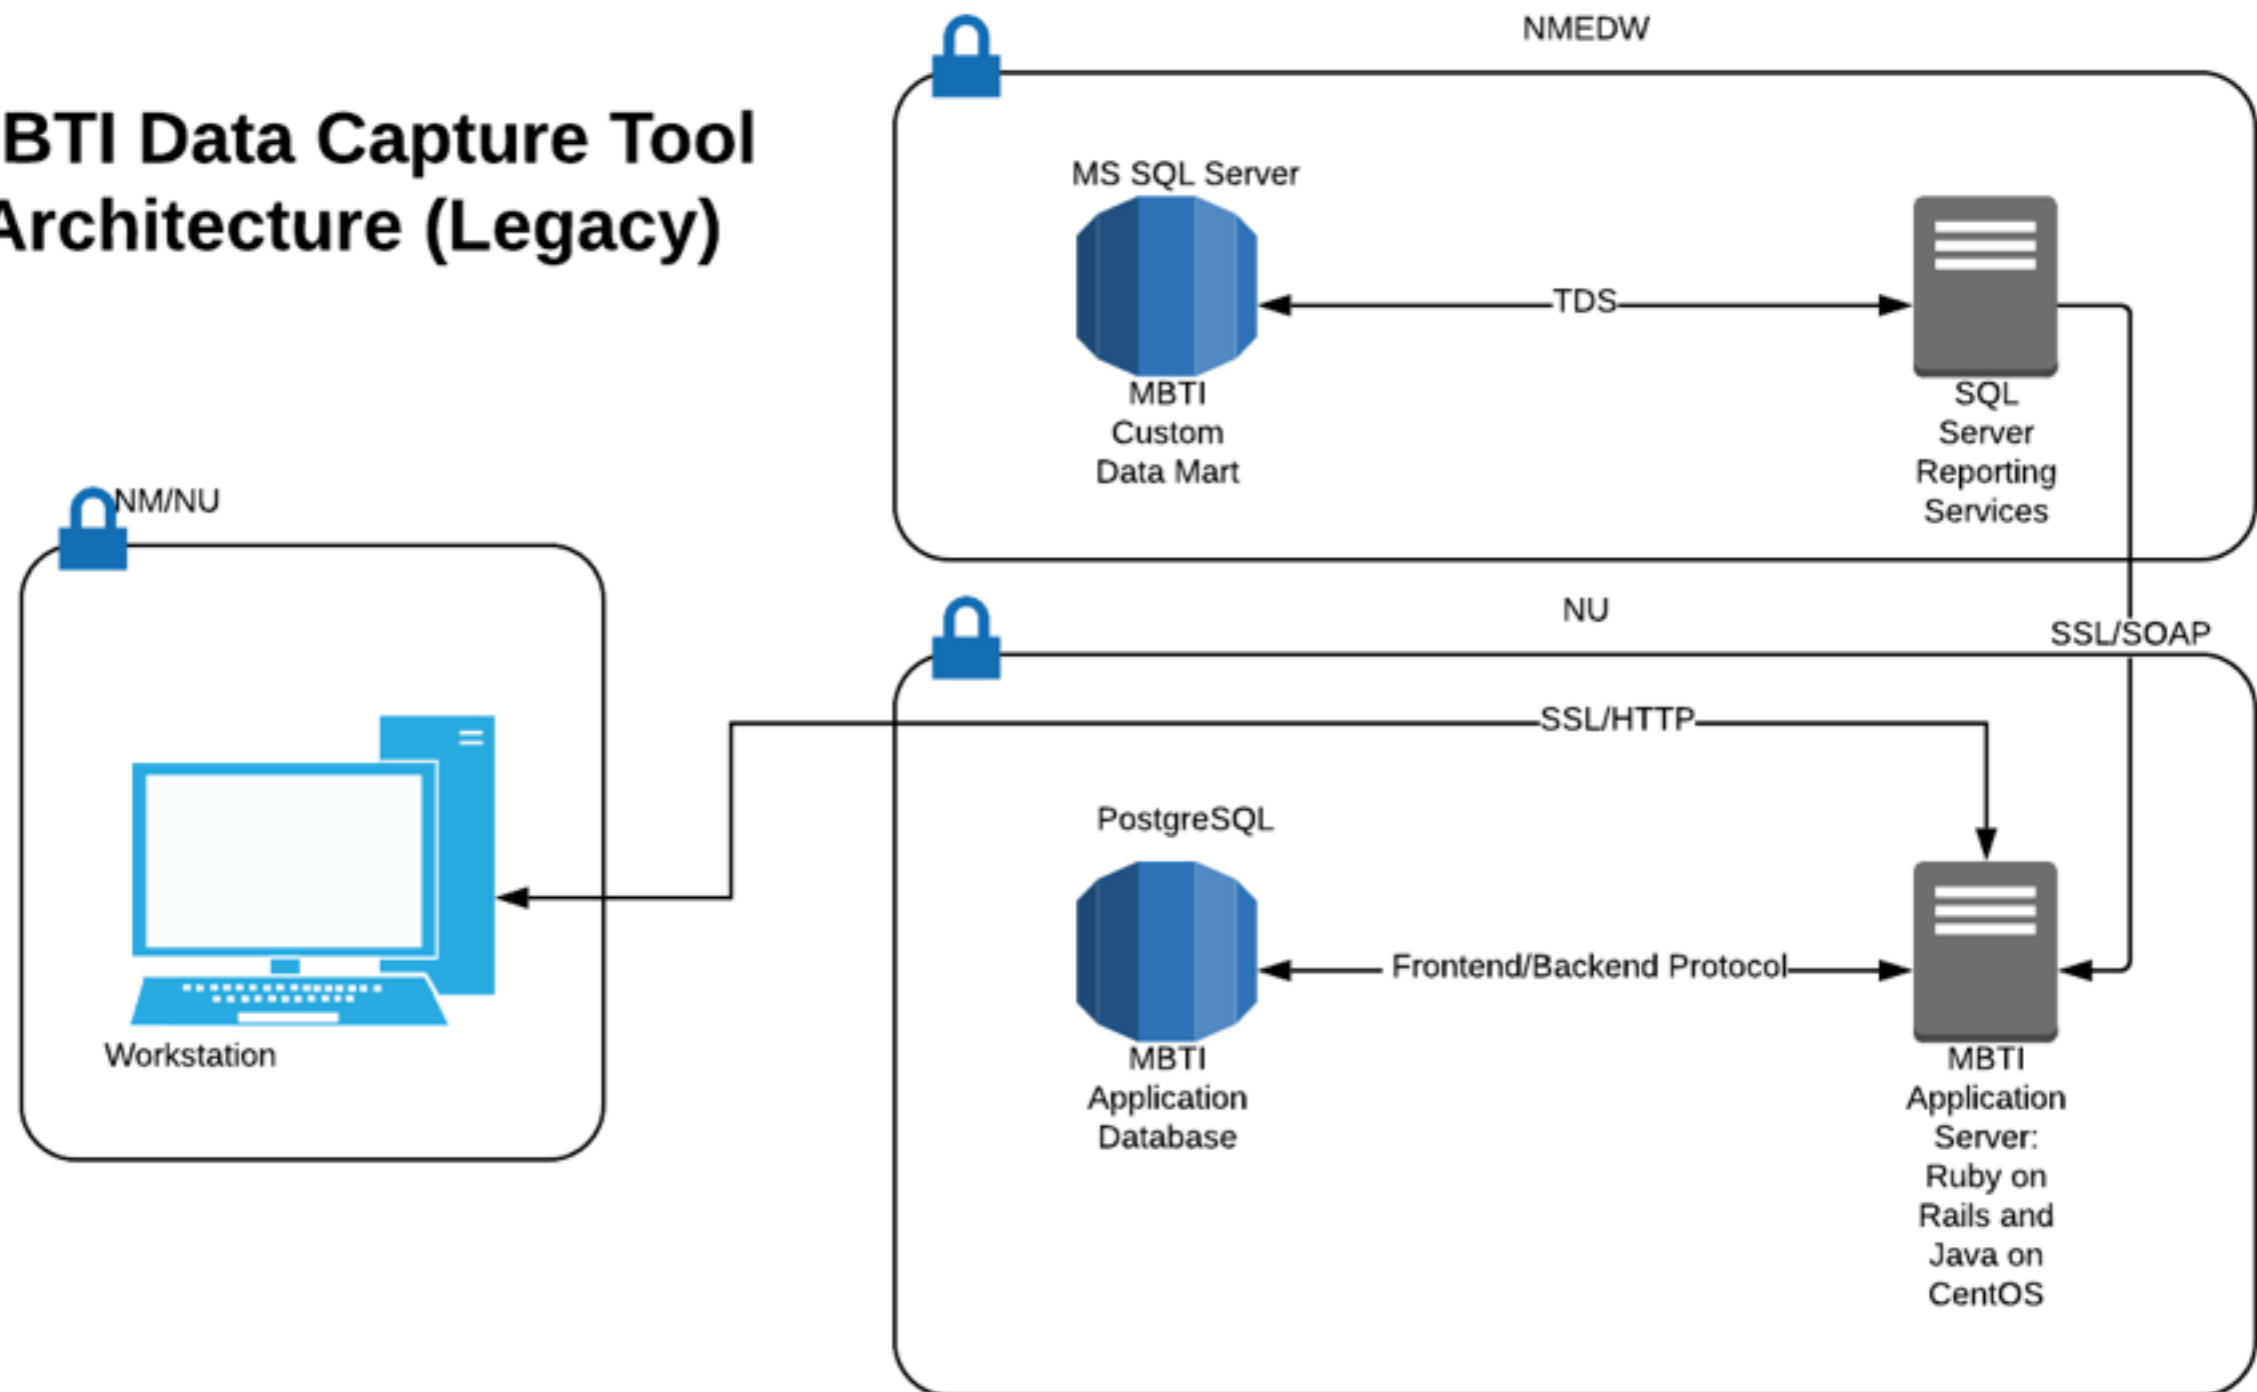 BTI Data Capture Tool
Architecture (Legacy)
NMEDW
MS SQL Server
TDS
MBTI
Custom
Data Mart
SQL
Server
Reporting
Services
NM/NU
Workstation
NU
SSL/SOAP
SSL/HTTP
PostgreSQL
Frontend/Backend Protocol
MBTI
Application
Database
MBTI
Application
Server:
Ruby on
Rails and
Java on
CentOS